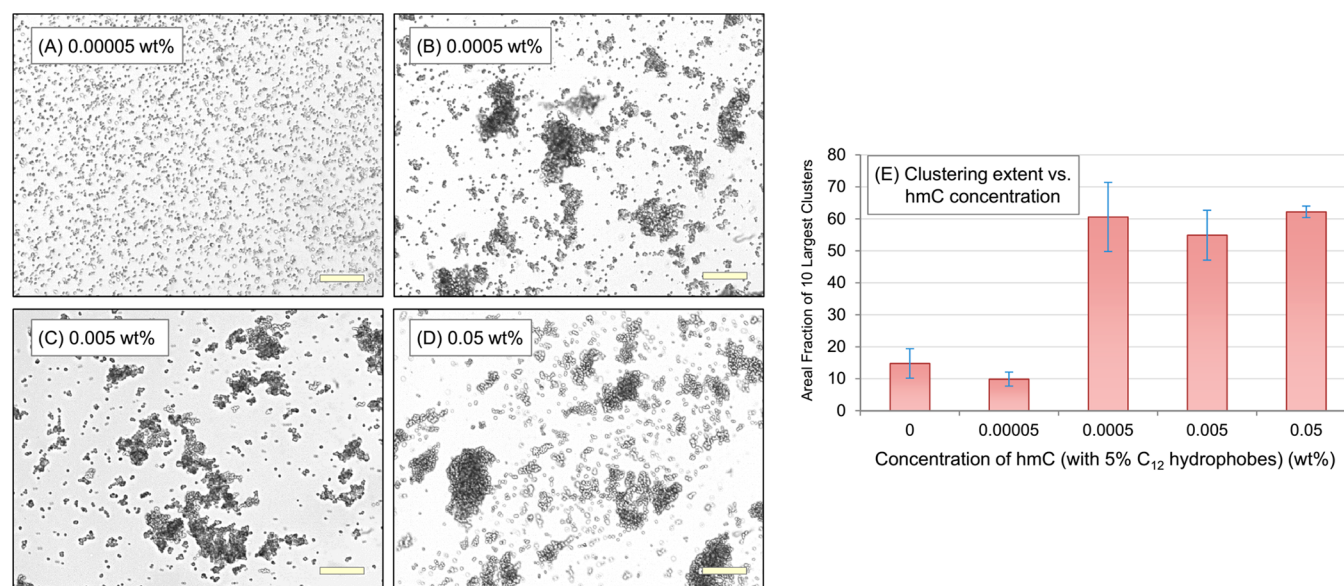 (A) 0.00005 wt%
(B) 0.0005 wt%
(C) 0.005 wt%
(D) 0.05 wt%
(E) Clustering extent vs.
hmC concentration
Areal Fraction of 10 Largest Clusters
80
70
60
50
40
30
20
10
0
0 0.00005 0.0005 0.005 0.05
Concentration of hmC (with 5% C₁₂ hydrophobes) (wt%)